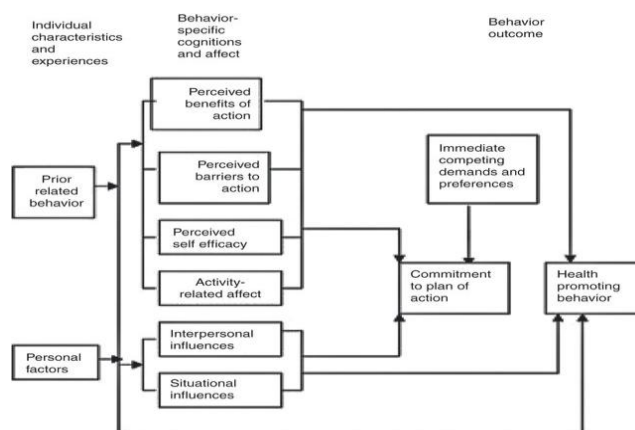 Individual
characteristics
and
experiences
Behavior-
specific
cognitions
and affect
Behavior
outcome
Perceived
benefits of
action
Immediate
competing
demands and
preferences
Perceived
barriers to
action
Prior
related
behavior
Perceived
self efficacy
Activity-
related affect
Commitment
to plan of
action
Health
promoting
behavior
Interpersonal
influences
Personal
factors
Situational
influences